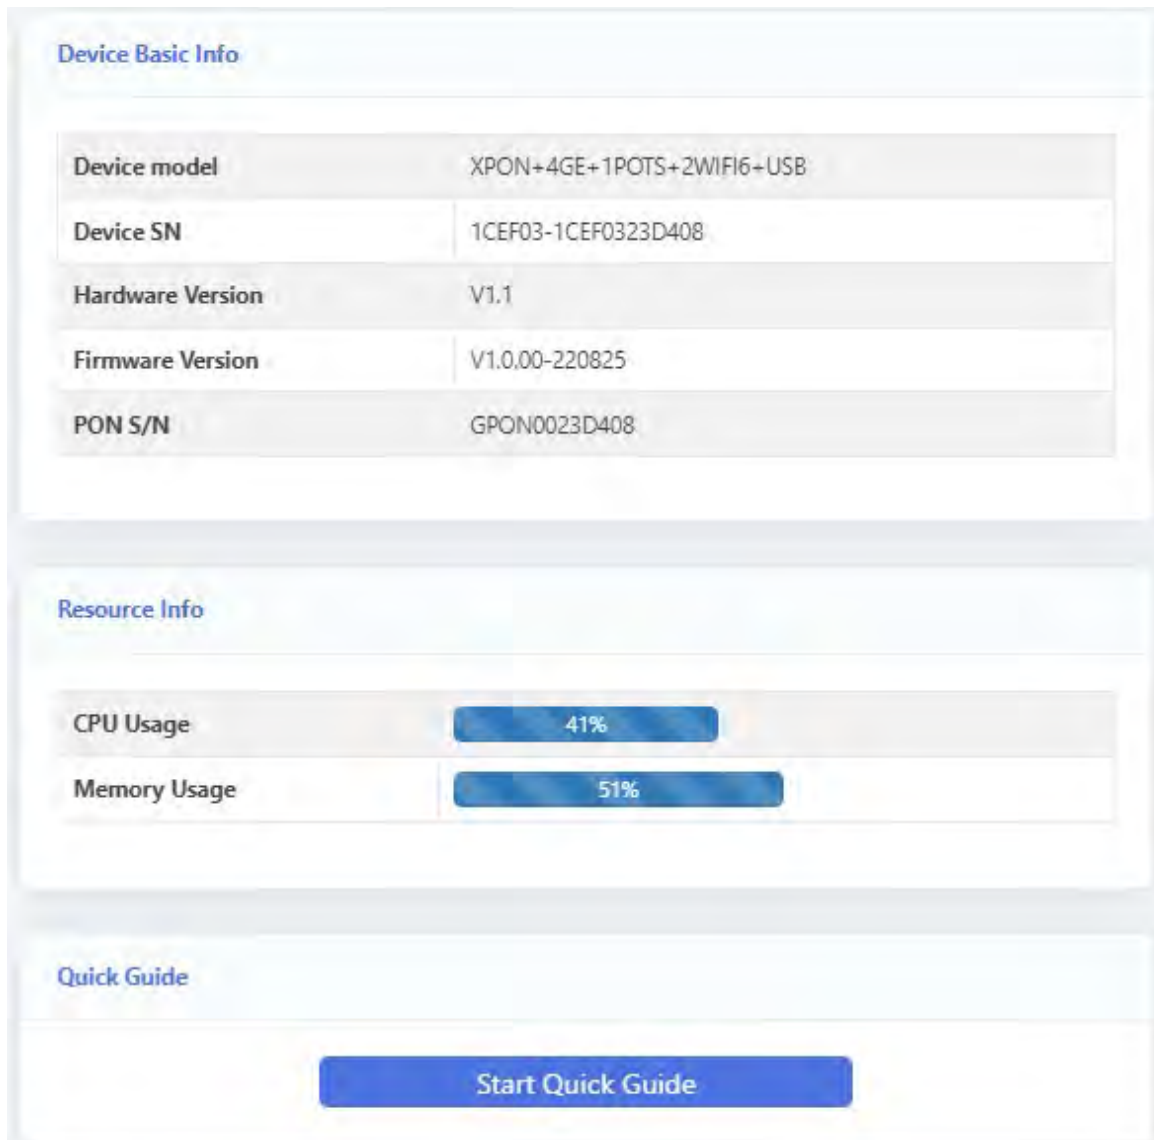 Device Basic Info
Device model XPON+4GE+1POTS+2WIFI6+USB
Device SN 1CEF03-1CEF0323D408
Hardware Version V1.1
Firmware Version V1.0.00-220825
PON S/N GPON0023D408
Resource Info
CPU Usage 41%
Memory Usage 51%
Quick Guide
Start Quick Guide